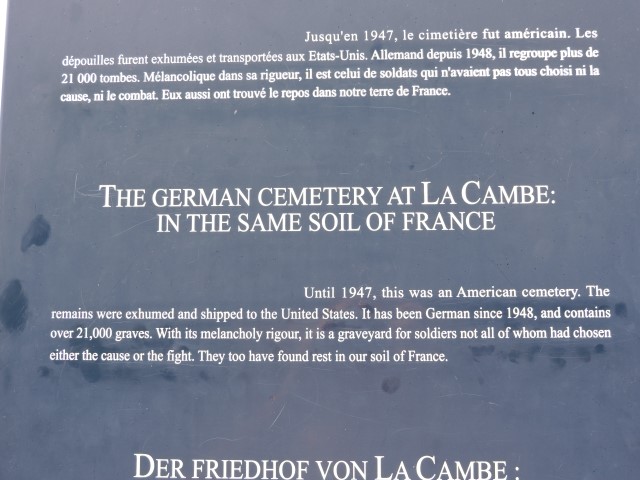 Jusqu'en 1947, le cimetière fut américain. Les
dépouilles furent exhumées et transportées aux Etats-Unis. Allemand depuis 1948, il regroupe plus de
21 000 tombes. Mélancolique dans sa rigueur, il est celui de soldats qui n'avaient pas tous choisi ni la
cause, ni le combat. Eux aussi ont trouvé le repos dans notre terre de France.
THE GERMAN CEMETERY AT LA CAMBE:
IN THE SAME SOIL OF FRANCE
Until 1947, this was an American cemetery. The
remains were exhumed and shipped to the United States. It has been German since 1948, and contains
over 21,000 graves. With its melancholy rigour, it is a graveyard for soldiers not all of whom had chosen
either the cause or the fight. They too have found rest in our soil of France.
DER FRIEDHOF VON LA CAMBE :